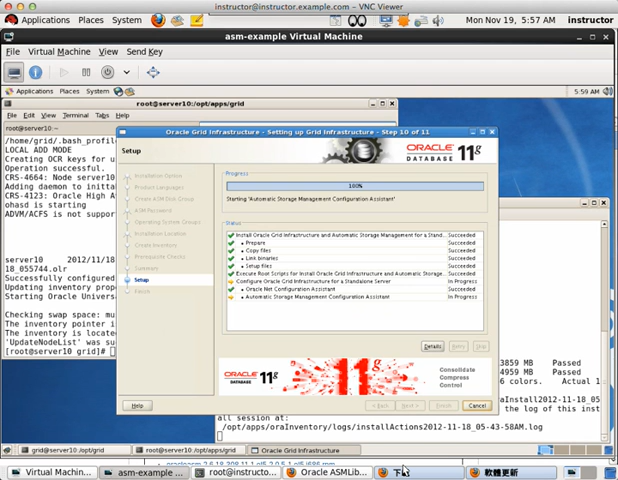 instructor@instructor.example.com - VNC Viewer
Applications Places System Mon Nov 19, 5:57 AM instructor
asm-example Virtual Machine
File Virtual Machine View Send Key
Applications Places System 5:59 AM
root@server10:/opt/apps/grid
File Edit View Terminal Tabs Help
root@server10:~
/home/grid/.bash_profile
LOCAL ADD MODE
Creating OCR keys for u
Operation successful.
CRS-4664: Node server10
Adding daemon to inittab
CRS-4123: Oracle High A
ohasd is starting
ADVM/ACFS is not suppor
server10 2012/11/18
18_055744.olr
Successfully configured
Updating inventory prop
Starting Oracle Univers
Checking swap space: mu
The inventory pointer i
The inventory is locate
'UpdateNodeList' was su
[root@server10 grid]#
Oracle Grid Infrastructure - Setting up Grid Infrastructure - Step 10 of 11
Setup
ORACLE 11g
DATABASE
Installation Option
Product Languages
Create ASM Disk Group
ASM Password
Operating System Groups
Installation Location
Create Inventory
Prerequisite Checks
Summary
Setup
Finish
Progress
100%
Starting 'Automatic Storage Management Configuration Assistant'
Status
Install Oracle Grid Infrastructure and Automatic Storage Management for a Stand... Succeeded
• Prepare Succeeded
• Copy files Succeeded
• Link binaries Succeeded
• Setup files Succeeded
Execute Root Scripts for Install Oracle Grid Infrastructure and Automatic Storage... Succeeded
Configure Oracle Grid Infrastructure for a Standalone Server In Progress
• Oracle Net Configuration Assistant Succeeded
• Automatic Storage Management Configuration Assistant In Progress
Details Retry Skip
ORACLE 11g
DATABASE
Consolidate
Compress
Control
Help < Back Next > Finish Cancel
3859 MB Passed
4959 MB Passed
6 colors. Actual 1
aInstall2012-11-18_05
the log of this inst
all session at:
/opt/apps/oraInventory/logs/installActions2012-11-18_05-43-58AM.log
grid@server10:/opt/grid root@server10:/opt/apps/grid Oracle Grid Infrastructure
Virtual Machin... asm-example ... root@instructo... Oracle ASMLib... 軟體更新